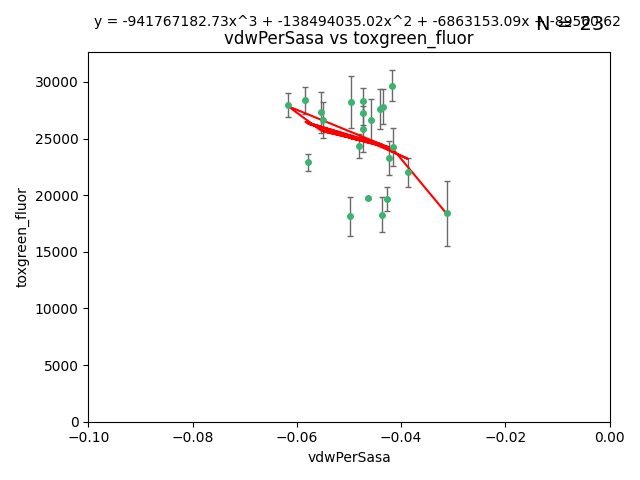 y = -941767182.73x^3 + -138494035.02x^2 + -6863153.09x + 
N = 23
vdwPerSasa vs toxgreen_fluor
30000
25000
20000
15000
10000
5000
0
toxgreen_fluor
−0.10 −0.08 −0.06 −0.04 −0.02 0.00
vdwPerSasa